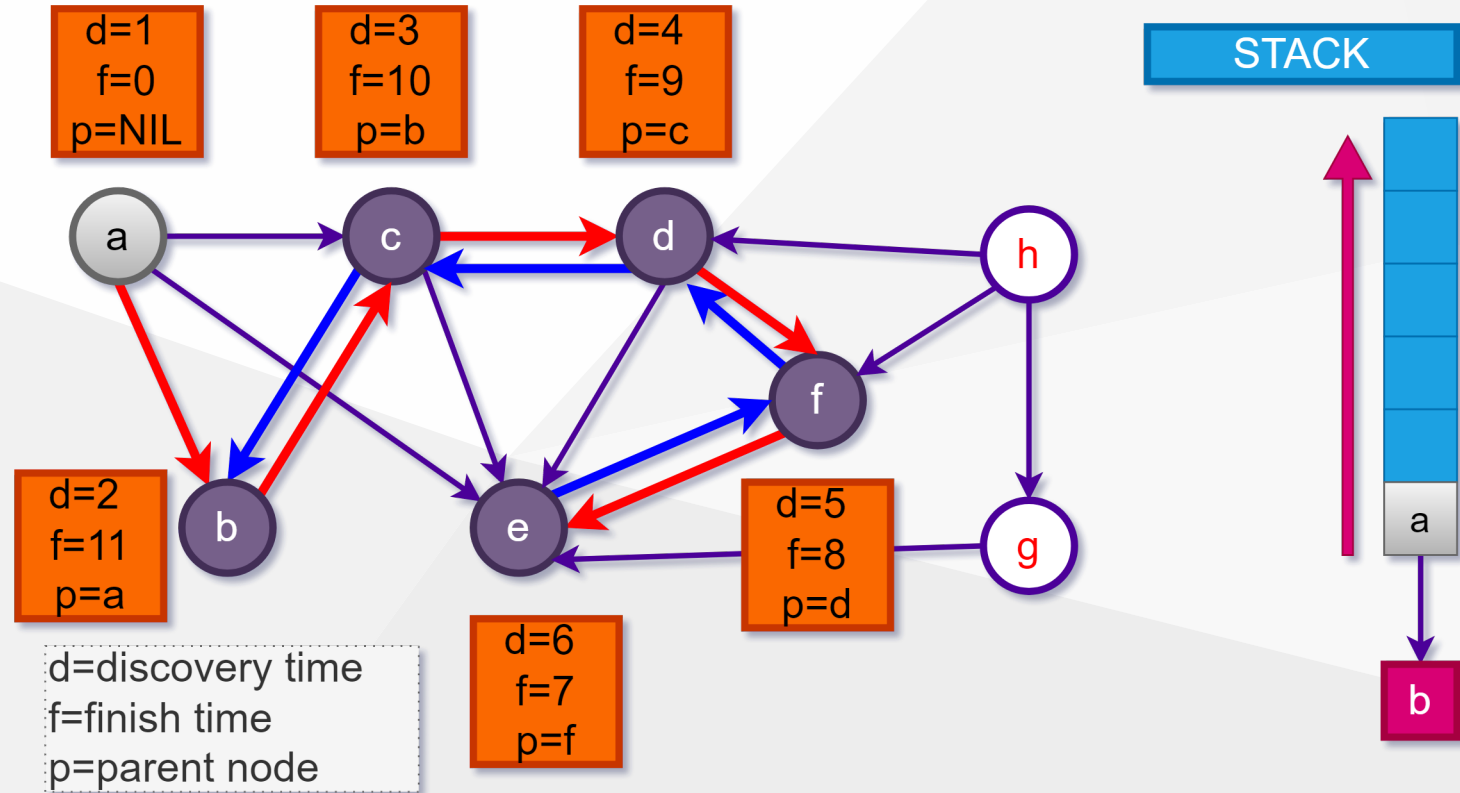 d=1
f=0
p=NIL
d=3
f=10
p=b
d=4
f=9
p=c
STACK
a
c
d
h
f
b
e
g
d=2
f=11
p=a
d=5
f=8
p=d
d=6
f=7
p=f
a
b
d=discovery time
f=finish time
p=parent node